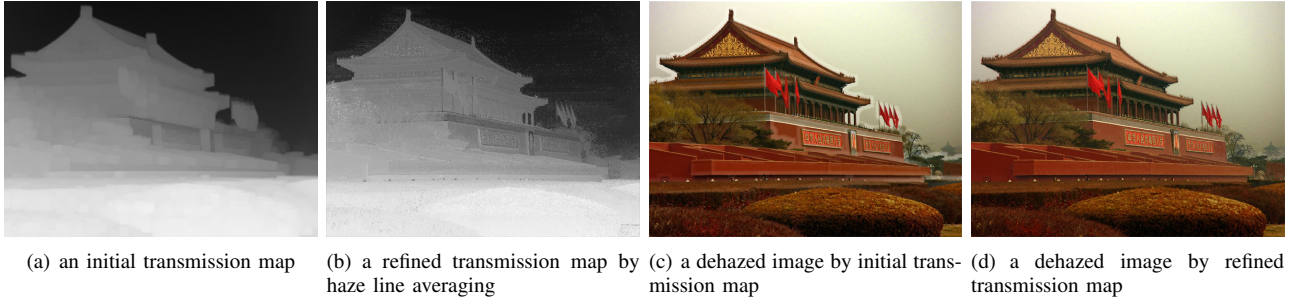 (a) an initial transmission map
(b) a refined transmission map by
haze line averaging
(c) a dehazed image by initial trans-
mission map
(d) a dehazed image by refined
transmission map